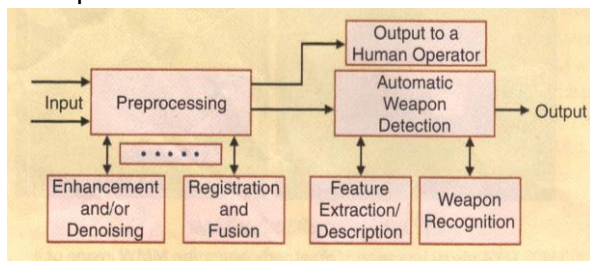 Output to a
Human Operator
Input
Preprocessing
Automatic
Weapon
Detection
Output
Enhancement
and/or
Denoising
Registration
and
Fusion
Feature
Extraction/
Description
Weapon
Recognition